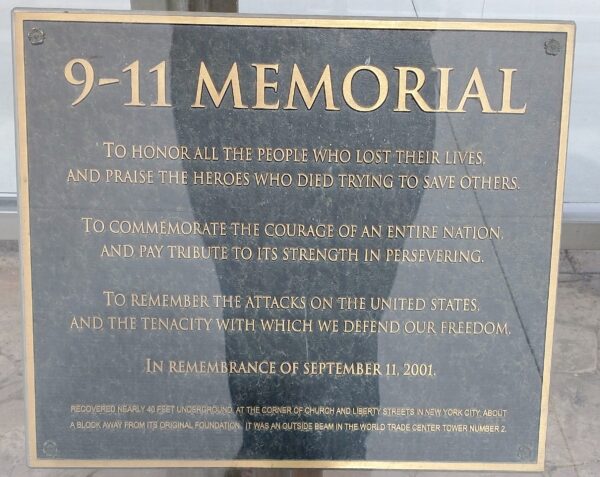 9-11 MEMORIAL
TO HONOR ALL THE PEOPLE WHO LOST THEIR LIVES,
AND PRAISE THE HEROES WHO DIED TRYING TO SAVE OTHERS.
TO COMMEMORATE THE COURAGE OF AN ENTIRE NATION,
AND PAY TRIBUTE TO ITS STRENGTH IN PERSEVERING.
TO REMEMBER THE ATTACKS ON THE UNITED STATES,
AND THE TENACITY WITH WHICH WE DEFEND OUR FREEDOM.
IN REMEMBRANCE OF SEPTEMBER 11, 2001.
RECOVERED NEARLY 40 FEET UNDERGROUND, AT THE CORNER OF CHURCH AND LIBERTY STREETS IN NEW YORK CITY, ABOUT
A BLOCK AWAY FROM ITS ORIGINAL FOUNDATION. IT WAS AN OUTSIDE BEAM IN THE WORLD TRADE CENTER TOWER NUMBER 2.